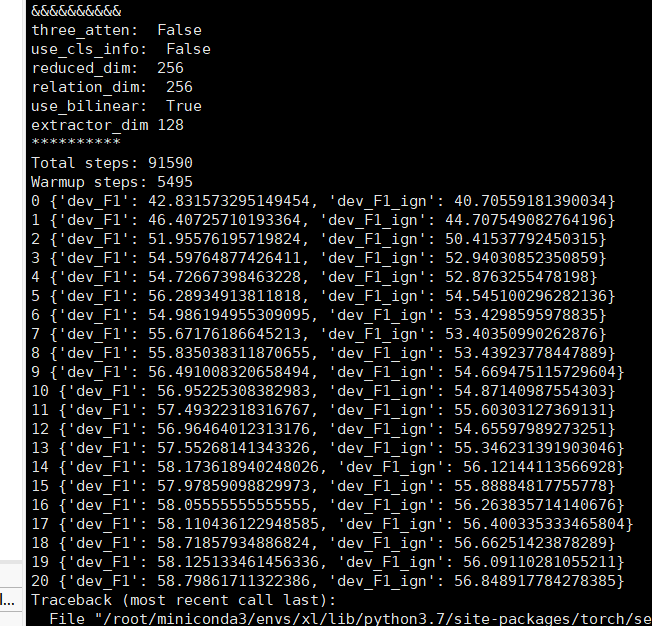 &&&&&&&&&&
three_atten:  False
use_cls_info:  False
reduced_dim:  256
relation_dim:  256
use_bilinear:  True
extractor_dim 128
**********
Total steps: 91590
Warmup steps: 5495
0 {'dev_F1': 42.831573295149454, 'dev_F1_ign': 40.70559181390034}
1 {'dev_F1': 46.40725710193364, 'dev_F1_ign': 44.707549082764196}
2 {'dev_F1': 51.95576195719824, 'dev_F1_ign': 50.41537792450315}
3 {'dev_F1': 54.59764877426411, 'dev_F1_ign': 52.94030852350859}
4 {'dev_F1': 54.72667398463228, 'dev_F1_ign': 52.8763255478198}
5 {'dev_F1': 56.28934913811818, 'dev_F1_ign': 54.545100296282136}
6 {'dev_F1': 54.986194955309095, 'dev_F1_ign': 53.4298595978835}
7 {'dev_F1': 55.67176186645213, 'dev_F1_ign': 53.40350990262876}
8 {'dev_F1': 55.835038311870655, 'dev_F1_ign': 53.43923778447889}
9 {'dev_F1': 56.491008320658494, 'dev_F1_ign': 54.669475115729604}
10 {'dev_F1': 56.95225308382983, 'dev_F1_ign': 54.87140987554303}
11 {'dev_F1': 57.49322318316767, 'dev_F1_ign': 55.60303127369131}
12 {'dev_F1': 56.96464012313176, 'dev_F1_ign': 54.65597989273251}
13 {'dev_F1': 57.55268141343326, 'dev_F1_ign': 55.346231391903046}
14 {'dev_F1': 58.173618940248026, 'dev_F1_ign': 56.12144113566928}
15 {'dev_F1': 57.97859098829973, 'dev_F1_ign': 55.88884817755778}
16 {'dev_F1': 58.05555555555555, 'dev_F1_ign': 56.263835714140676}
17 {'dev_F1': 58.110436122948585, 'dev_F1_ign': 56.400335333465804}
18 {'dev_F1': 58.71857934886824, 'dev_F1_ign': 56.66251423878289}
19 {'dev_F1': 58.125133461456336, 'dev_F1_ign': 56.09110281055211}
20 {'dev_F1': 58.79861711322386, 'dev_F1_ign': 56.848917784278385}
Traceback (most recent call last):
  File "/root/miniconda3/envs/xl/lib/python3.7/site-packages/torch/se